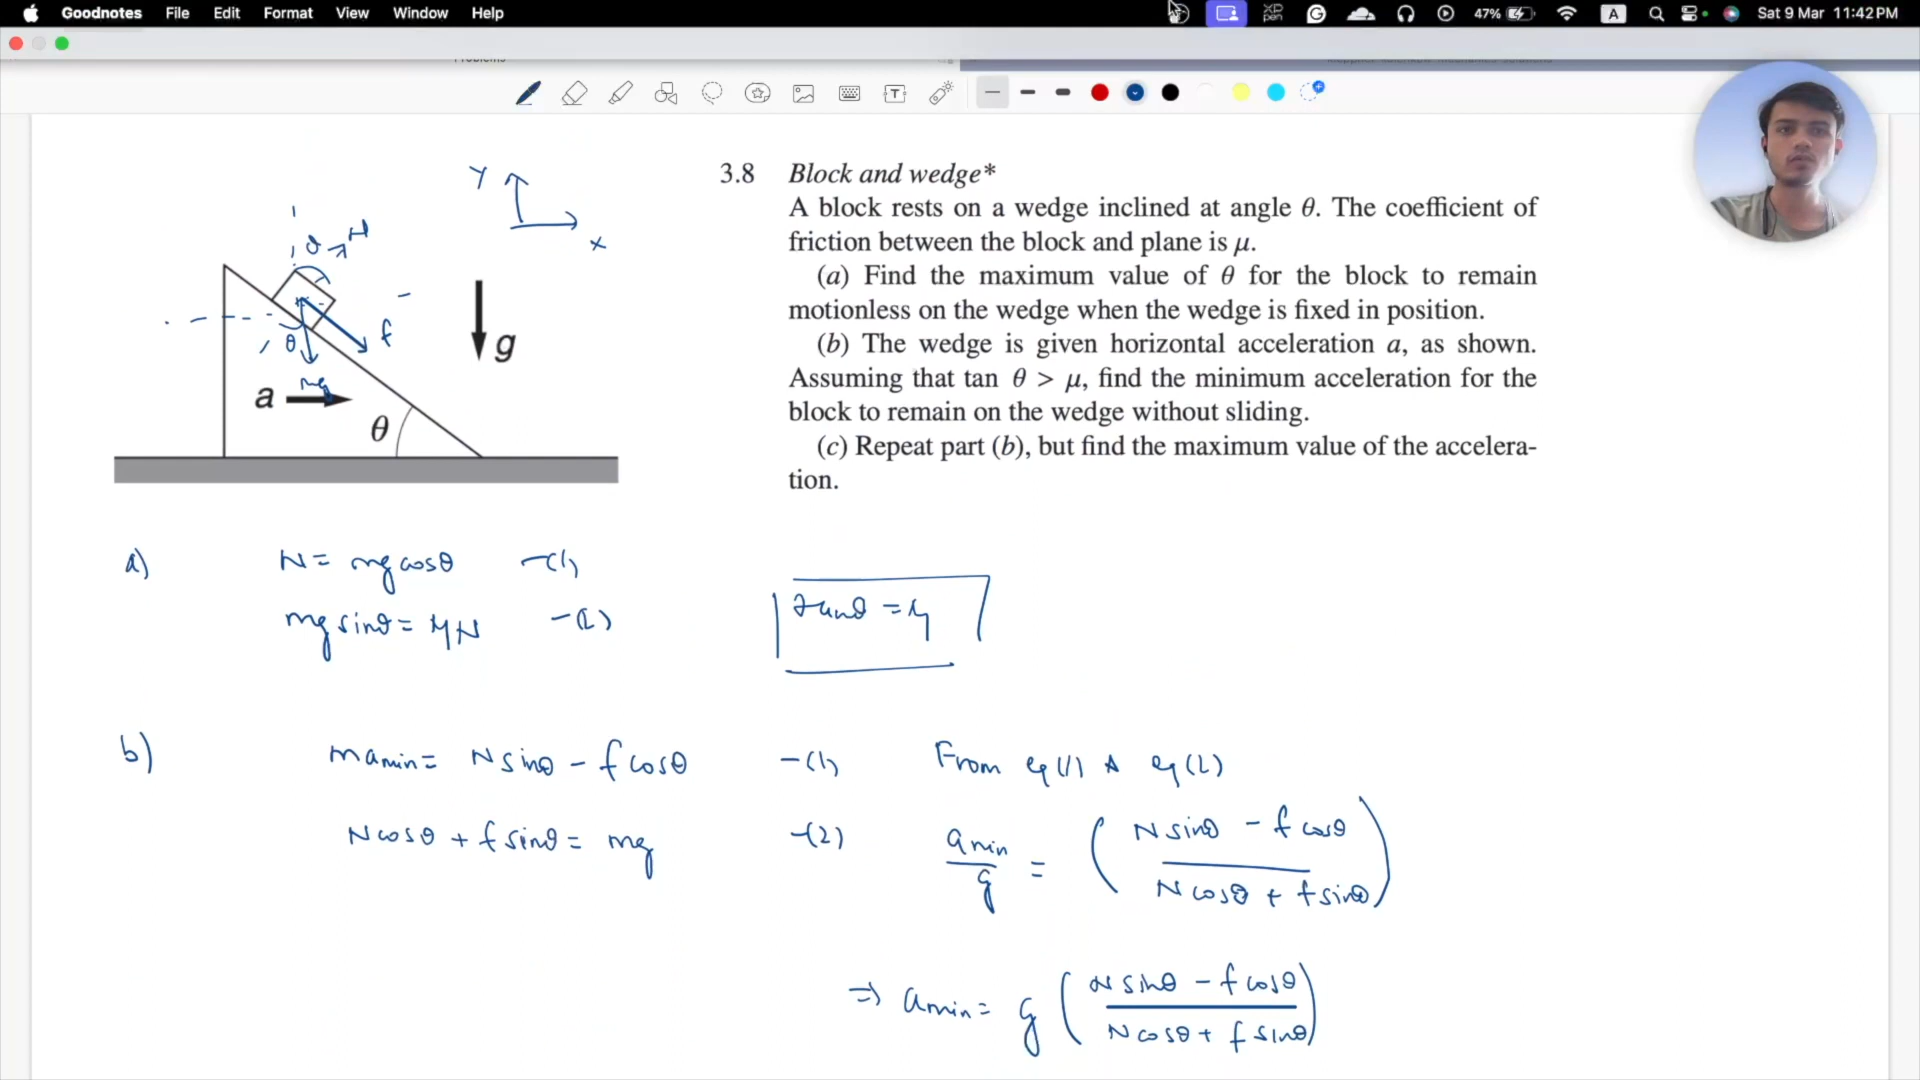 Goodnotes File Edit Format View Window Help
XP pen
47%
A
Sat 9 Mar 11:42 PM
T
Y
x
θ N
f
θ
mg
g
a
θ
3.8 Block and wedge*
A block rests on a wedge inclined at angle θ. The coefficient of
friction between the block and plane is μ.
(a) Find the maximum value of θ for the block to remain
motionless on the wedge when the wedge is fixed in position.
(b) The wedge is given horizontal acceleration a, as shown.
Assuming that tan θ > μ, find the minimum acceleration for the
block to remain on the wedge without sliding.
(c) Repeat part (b), but find the maximum value of the accelera-
tion.
a) N = mg cosθ —(1)
mg sinθ = μN —(2)
tanθ = μ
b) m amin = N sinθ − f cosθ —(1)
From eq (1) & eq (2)
N cosθ + f sinθ = mg —(2)
amin/g = (N sinθ − f cosθ / N cosθ + f sinθ)
⇒ amin = g (N sinθ − f cosθ / N cosθ + f sinθ)